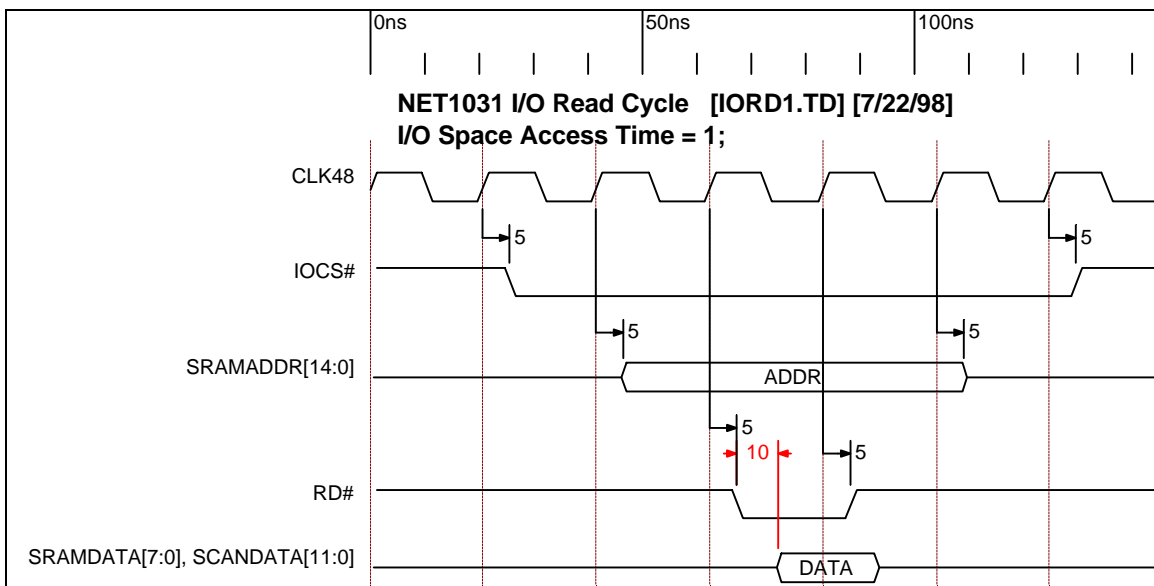 0ns 50ns 100ns
NET1031 I/O Read Cycle [IORD1.TD] [7/22/98]
I/O Space Access Time = 1;
CLK48
5 5
IOCS#
5 5
SRAMADDR[14:0]
ADDR
5
10 5
RD#
SRAMDATA[7:0], SCANDATA[11:0]
DATA